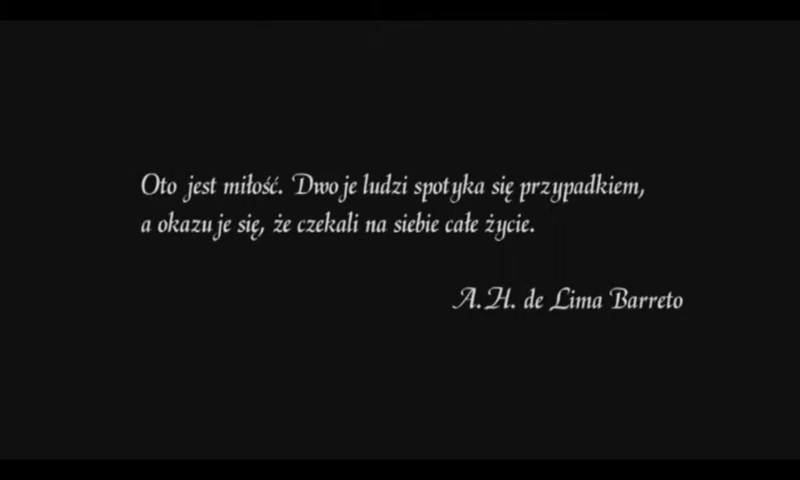 Oto jest miłość. Dwoje ludzi spotyka się przypadkiem,
a okazuje się, że czekali na siebie całe życie.
A.H. de Lima Barreto